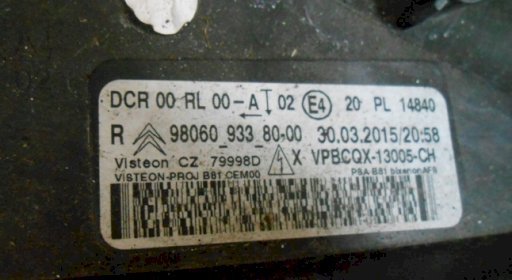 DCR 00 RL 00-A 02 E4 20 PL 14840
R 98060 933 80-00 30.03.2015/20:58
Visteon CZ 79998D X VPBCQX-13005-CH
VISTEON-PROJ B81 CEM00 PSA B81 bixenon AFS